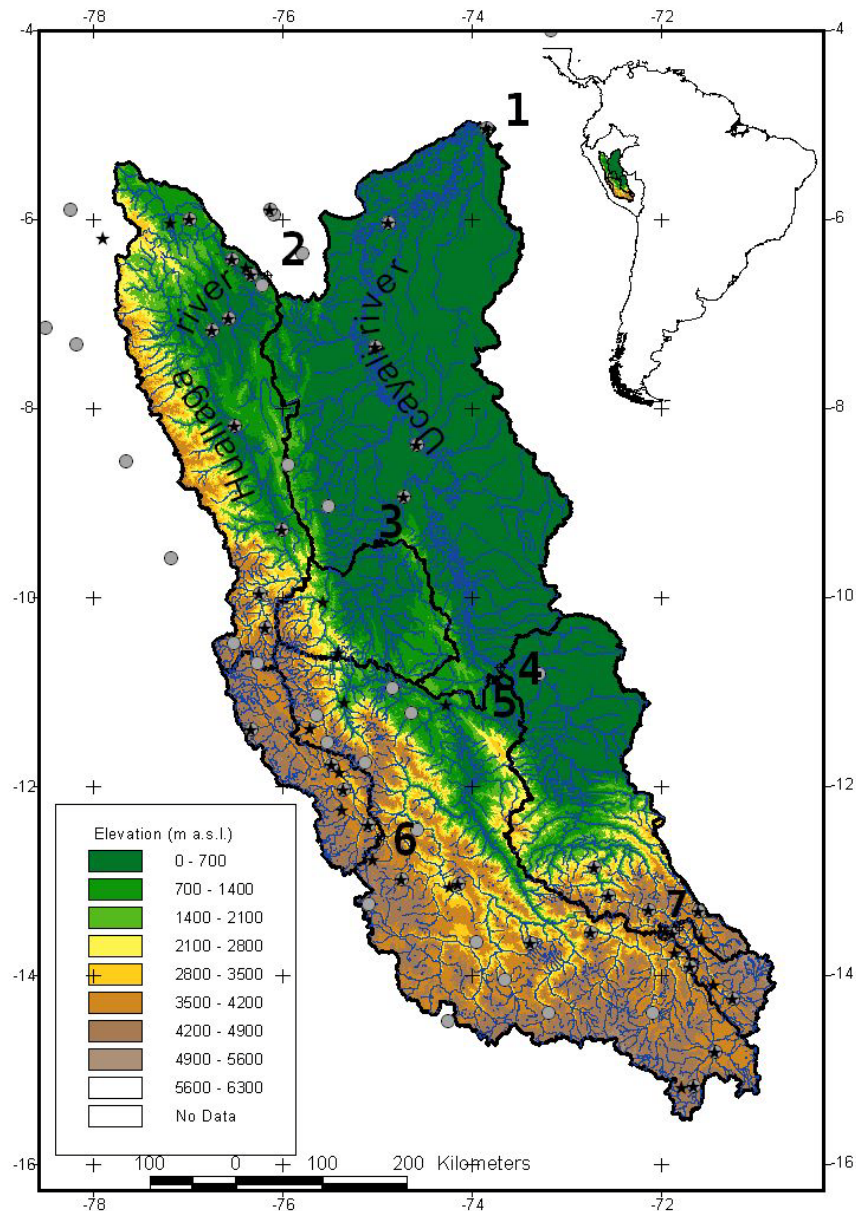 -78 -76 -74 -72
-4 -4
1
-6 -6
2
Huallaga river
Ucayali river
-8 -8
3
-10 -10
4
5
-12 -12
6
7
Elevation (m a.s.l.)
0 - 700
700 - 1400
1400 - 2100
2100 - 2800
2800 - 3500
3500 - 4200
4200 - 4900
4900 - 5600
5600 - 6300
No Data
-14 -14
-16 -16
100 0 100 200 Kilometers
-78 -76 -74 -72